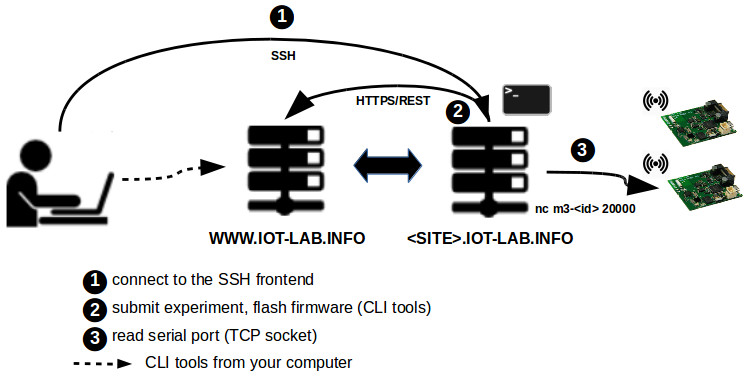 1
SSH
HTTPS/REST
2
>_
3
nc m3-<id> 20000
WWW.IOT-LAB.INFO
<SITE>.IOT-LAB.INFO
1 connect to the SSH frontend
2 submit experiment, flash firmware (CLI tools)
3 read serial port (TCP socket)
CLI tools from your computer